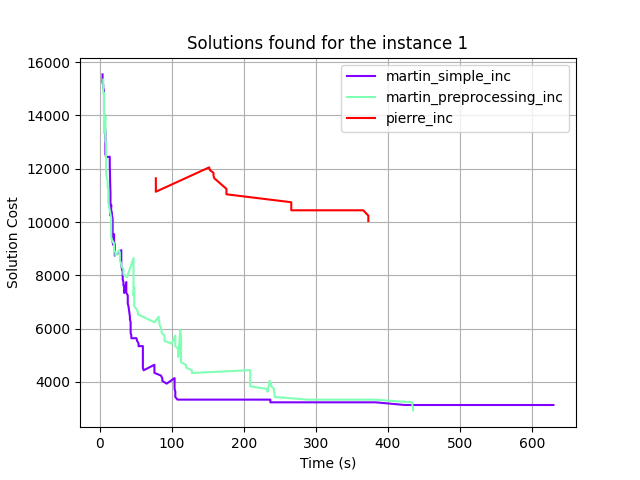 Solutions found for the instance 1
martin_simple_inc
martin_preprocessing_inc
pierre_inc
Solution Cost
16000
14000
12000
10000
8000
6000
4000
0 100 200 300 400 500 600
Time (s)